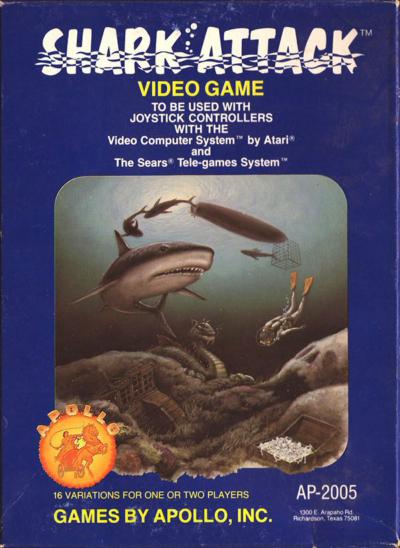 SHARK ATTACK™
VIDEO GAME
TO BE USED WITH
JOYSTICK CONTROLLERS
WITH THE
Video Computer System™ by Atari®
and
The Sears® Tele-games System™
APOLLO
16 VARIATIONS FOR ONE OR TWO PLAYERS
AP-2005
GAMES BY APOLLO, INC.
1300 E. Arapaho Rd.
Richardson, Texas 75081